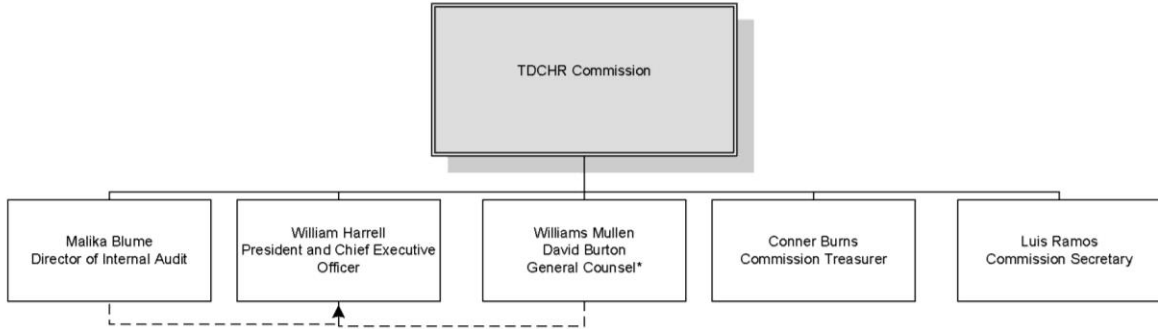 TDCHR Commission
Malika Blume
Director of Internal Audit
William Harrell
President and Chief Executive
Officer
Williams Mullen
David Burton
General Counsel*
Conner Burns
Commission Treasurer
Luis Ramos
Commission Secretary